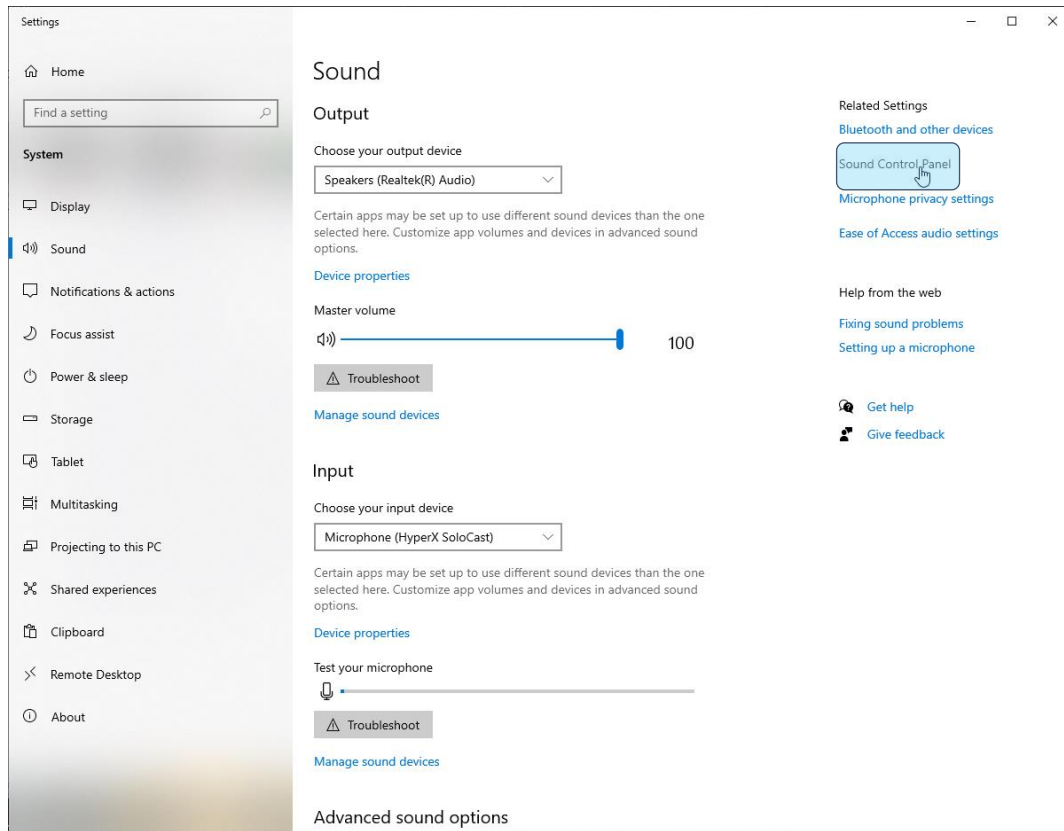 Settings
Home
Find a setting
System
Display
Sound
Notifications & actions
Focus assist
Power & sleep
Storage
Tablet
Multitasking
Projecting to this PC
Shared experiences
Clipboard
Remote Desktop
About
Sound
Output
Choose your output device
Speakers (Realtek(R) Audio)
Certain apps may be set up to use different sound devices than the one
selected here. Customize app volumes and devices in advanced sound
options.
Device properties
Master volume
100
Troubleshoot
Manage sound devices
Input
Choose your input device
Microphone (HyperX SoloCast)
Certain apps may be set up to use different sound devices than the one
selected here. Customize app volumes and devices in advanced sound
options.
Device properties
Test your microphone
Troubleshoot
Manage sound devices
Advanced sound options
Related Settings
Bluetooth and other devices
Sound Control Panel
Microphone privacy settings
Ease of Access audio settings
Help from the web
Fixing sound problems
Setting up a microphone
Get help
Give feedback